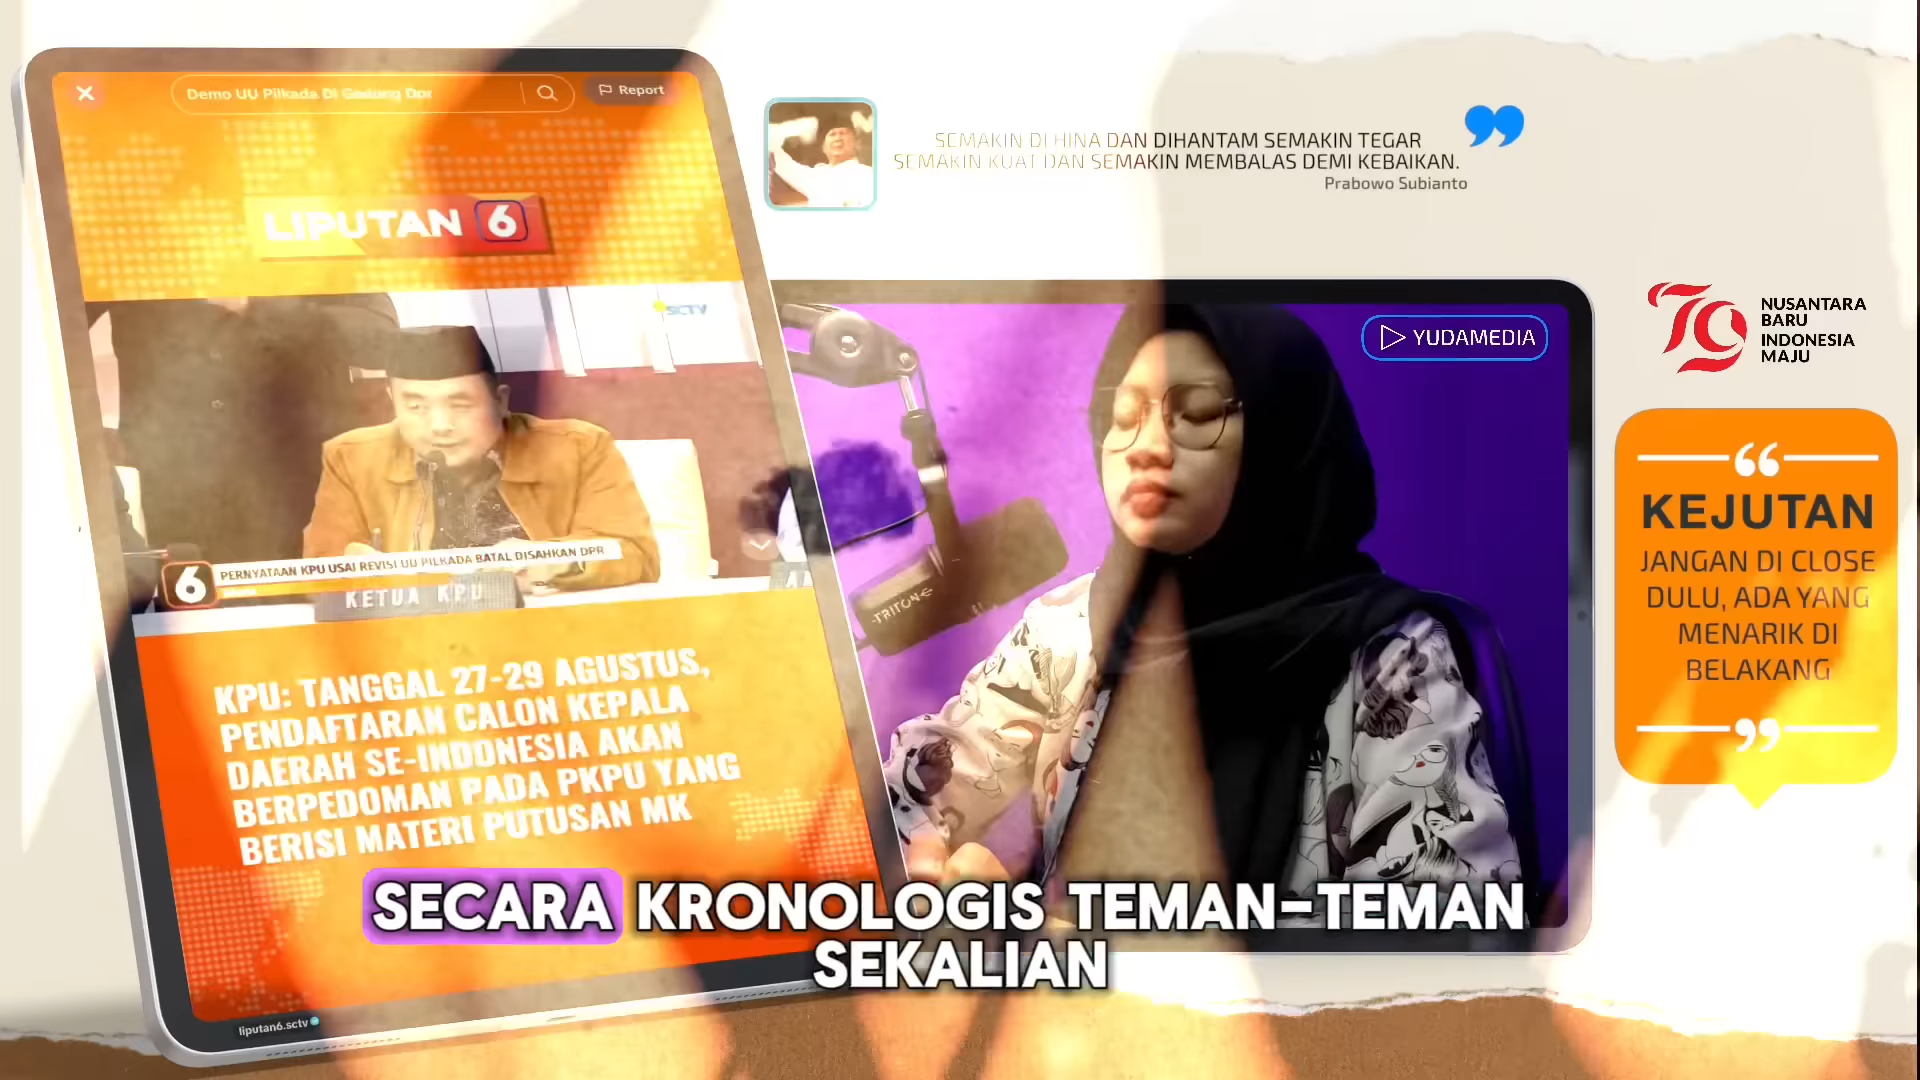 Demo UU Pilkada Di Gedung Dpr
Report
LIPUTAN 6
SCTV
6 PERNYATAAN KPU USAI REVISI UU PILKADA BATAL DISAHKAN DPR
KETUA KPU
KPU: TANGGAL 27-29 AGUSTUS,
PENDAFTARAN CALON KEPALA
DAERAH SE-INDONESIA AKAN
BERPEDOMAN PADA PKPU YANG
BERISI MATERI PUTUSAN MK
liputan6.sctv
SEMAKIN DI HINA DAN DIHANTAM SEMAKIN TEGAR
SEMAKIN KUAT DAN SEMAKIN MEMBALAS DEMI KEBAIKAN.
Prabowo Subianto
YUDAMEDIA
TRITON
79
NUSANTARA
BARU
INDONESIA
MAJU
KEJUTAN
JANGAN DI CLOSE
DULU, ADA YANG
MENARIK DI
BELAKANG
SECARA KRONOLOGIS TEMAN-TEMAN
SEKALIAN